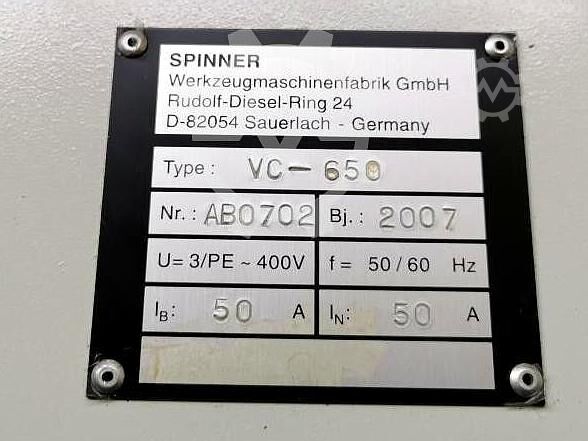 SPINNER
Werkzeugmaschinenfabrik GmbH
Rudolf-Diesel-Ring 24
D-82054 Sauerlach - Germany
Type : VC-650
Nr.: AB0702 Bj.: 2007
U= 3/PE ~ 400V f = 50/60 Hz
IB: 50 A IN: 50 A